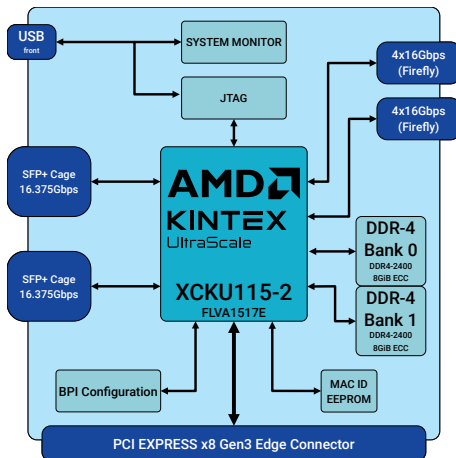 USB
front
SYSTEM MONITOR
JTAG
4x16Gbps
(Firefly)
4x16Gbps
(Firefly)
SFP+ Cage
16.375Gbps
AMD
KINTEX
UltraScale
XCKU115-2
FLVA1517E
SFP+ Cage
16.375Gbps
DDR-4
Bank 0
DDR4-2400
8GiB ECC
DDR-4
Bank 1
DDR4-2400
8GiB ECC
BPI Configuration
MAC ID
EEPROM
PCI EXPRESS x8 Gen3 Edge Connector